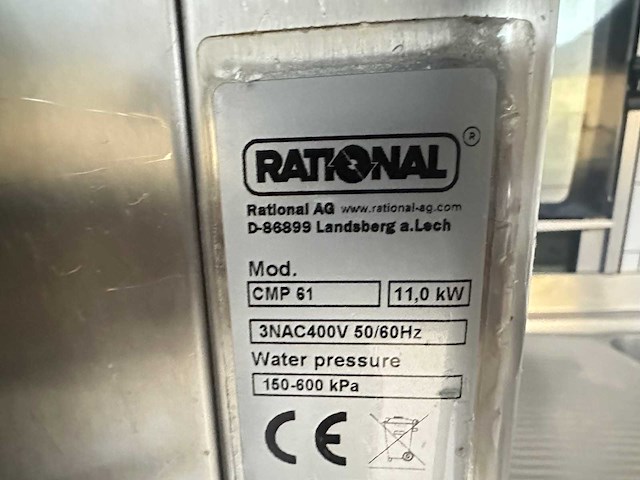 RATIONAL ®
Rational AG www.rational-ag.com
D-86899 Landsberg a.Lech
Mod.
CMP 61 11,0 kW
3NAC400V 50/60Hz
Water pressure
150-600 kPa
CE